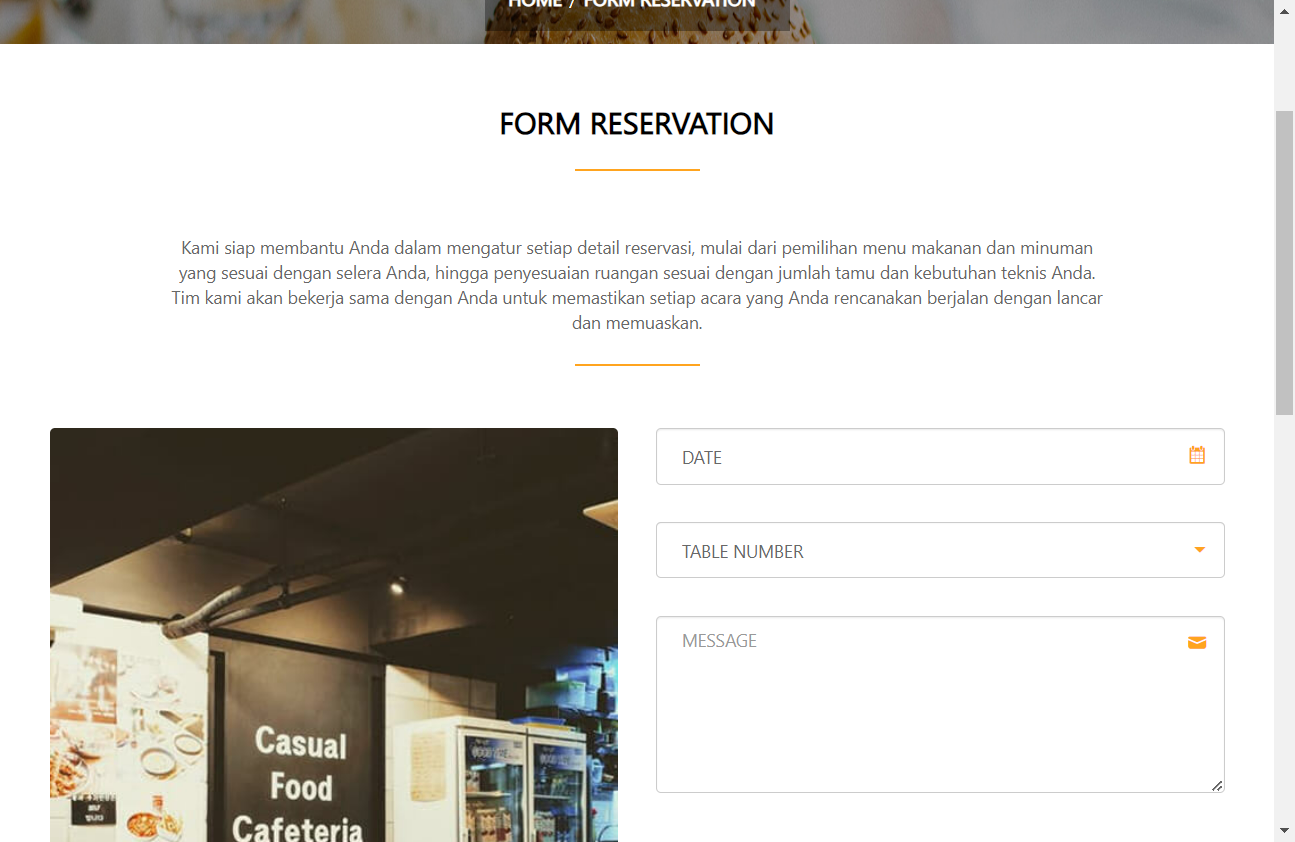 HOME / FORM RESERVATION
FORM RESERVATION
Kami siap membantu Anda dalam mengatur setiap detail reservasi, mulai dari pemilihan menu makanan dan minuman
yang sesuai dengan selera Anda, hingga penyesuaian ruangan sesuai dengan jumlah tamu dan kebutuhan teknis Anda.
Tim kami akan bekerja sama dengan Anda untuk memastikan setiap acara yang Anda rencanakan berjalan dengan lancar
dan memuaskan.
DATE
TABLE NUMBER
MESSAGE
Casual
Food
Cafeteria